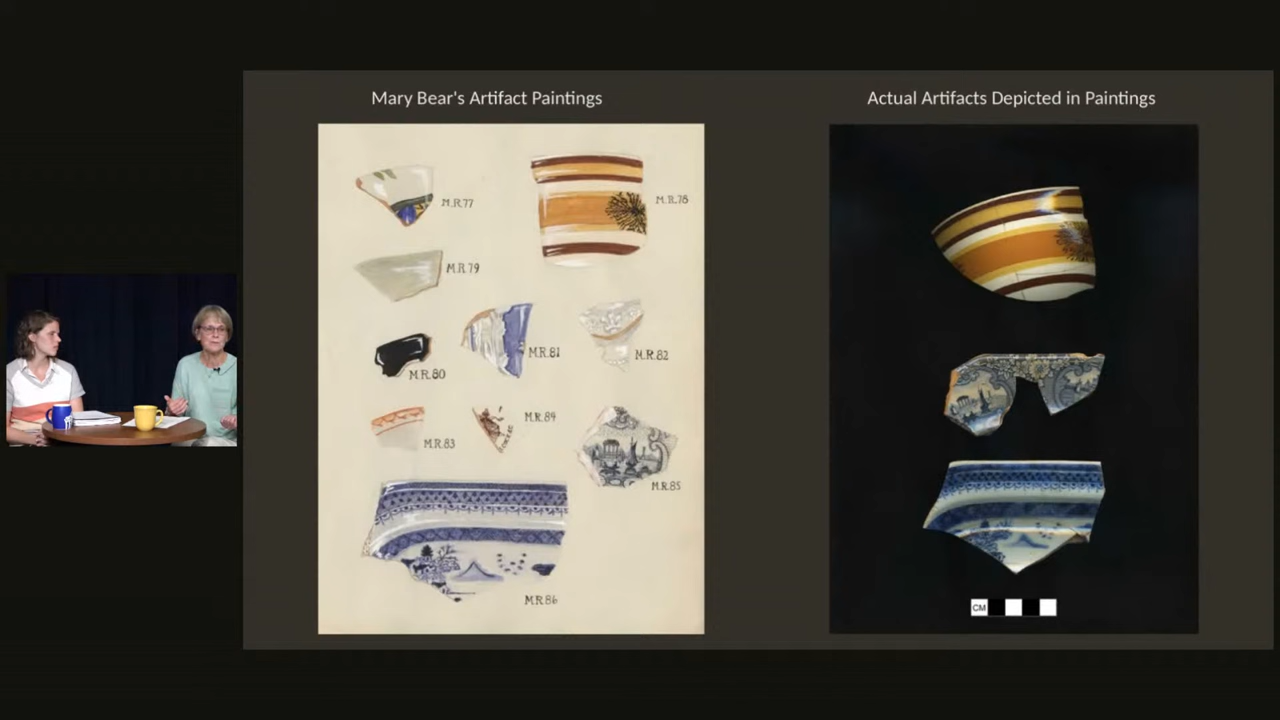 Mary Bear's Artifact Paintings
Actual Artifacts Depicted in Paintings
M.R.77
M.R.78
M.R.79
M.R.80
M.R.81
M.R.82
M.R.83
M.R.84
M.R.85
M.R.86
CM